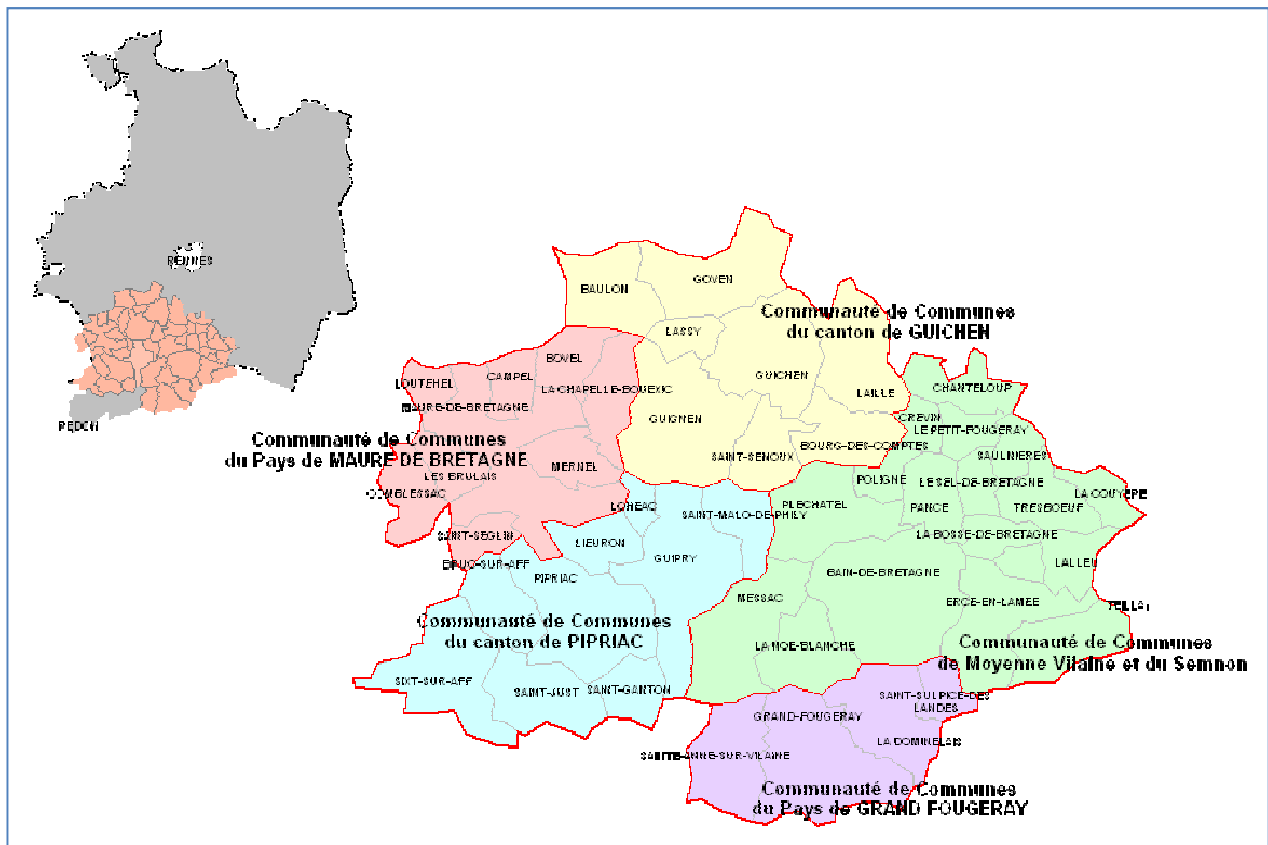 RENNES
REDON
BAULON
GOVEN
Communauté de Communes
du canton de GUICHEN
LASSY
BOVEL
CAMPEL
LOUTEHEL
LA CHAPELLE-BOUEXIC
GUICHEN
LAILLE
CHANTELOUP
MAURE-DE-BRETAGNE
GUIGNEN
CREVIN
LE PETIT-FOUGERAY
Communauté de Communes
du Pays de MAURE DE BRETAGNE
BOURG-DES-COMPTES
SAINT-SENOUX
SAULNIERES
MERNEL
LES BRULAIS
POLIGNE
LE SEL-DE-BRETAGNE
COMBLESSAC
LA COUYERE
LOHEAC
SAINT-MALO-DE-PHILY
PLECHATEL
PANCE
TRESBOEUF
SAINT-SEGLIN
LIEURON
LA BOSSE-DE-BRETAGNE
GUIPRY
BRUC-SUR-AFF
LALLEU
PIPRIAC
BAIN-DE-BRETAGNE
MESSAC
ERCE-EN-LAMEE
TEILLAY
Communauté de Communes
du canton de PIPRIAC
LA NOE-BLANCHE
Communauté de Communes
de Moyenne Vilaine et du Semnon
SIXT-SUR-AFF
SAINT-JUST
SAINT-GANTON
SAINT-SULPICE-DES
LANDES
GRAND-FOUGERAY
LA DOMINELAIS
SAINTE-ANNE-SUR-VILAINE
Communauté de Communes
du Pays de GRAND FOUGERAY